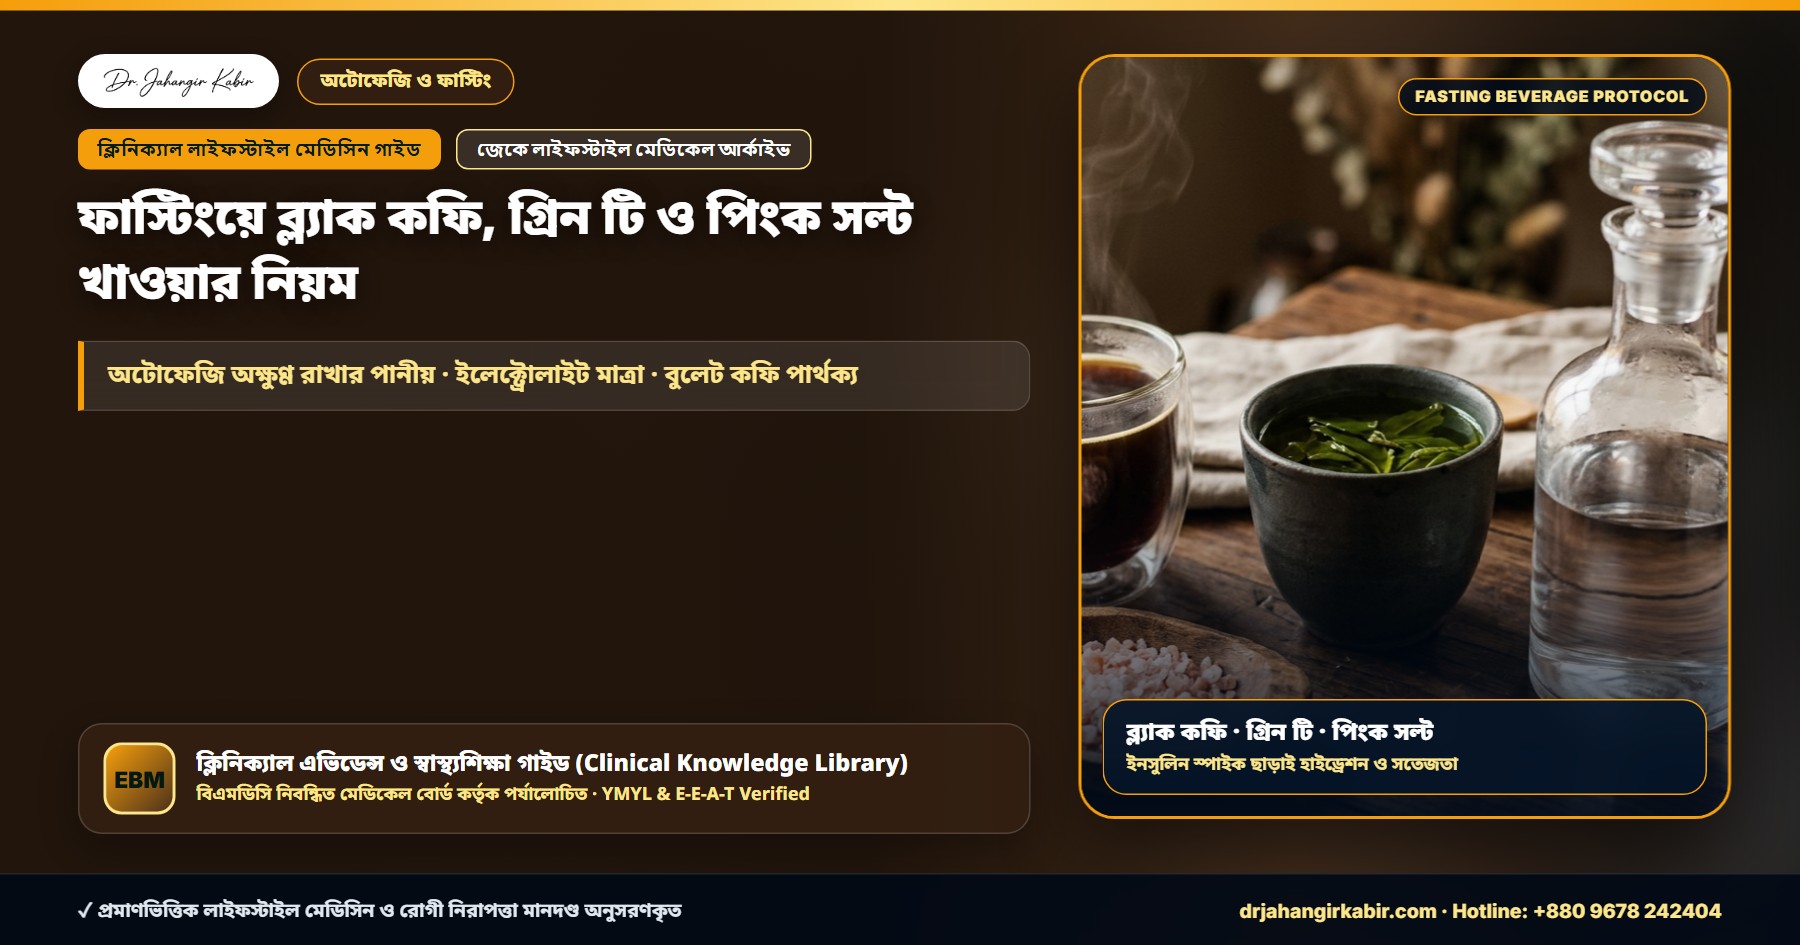 Dr. Jahangir Kabir
অটোফেজি ও ফাস্টিং
ক্লিনিক্যাল লাইফস্টাইল মেডিসিন গাইড
জেকে লাইফস্টাইল মেডিকেল আর্কাইভ
ফাস্টিংয়ে ব্ল্যাক কফি, গ্রিন টি ও পিংক সল্ট
খাওয়ার নিয়ম
অটোফেজি অক্ষুণ্ণ রাখার পানীয় · ইলেক্ট্রোলাইট মাত্রা · বুলেট কফি পার্থক্য
EBM
ক্লিনিক্যাল এভিডেন্স ও স্বাস্থ্যশিক্ষা গাইড (Clinical Knowledge Library)
বিএমডিসি নিবন্ধিত মেডিকেল বোর্ড কর্তৃক পর্যালোচিত · YMYL & E-E-A-T Verified
FASTING BEVERAGE PROTOCOL
ব্ল্যাক কফি · গ্রিন টি · পিংক সল্ট
ইনসুলিন স্পাইক ছাড়াই হাইড্রেশন ও সতেজতা
✓ প্রমাণভিত্তিক লাইফস্টাইল মেডিসিন ও রোগী নিরাপত্তা মানদণ্ড অনুসরণকৃত
drjahangirkabir.com · Hotline: +880 9678 242404